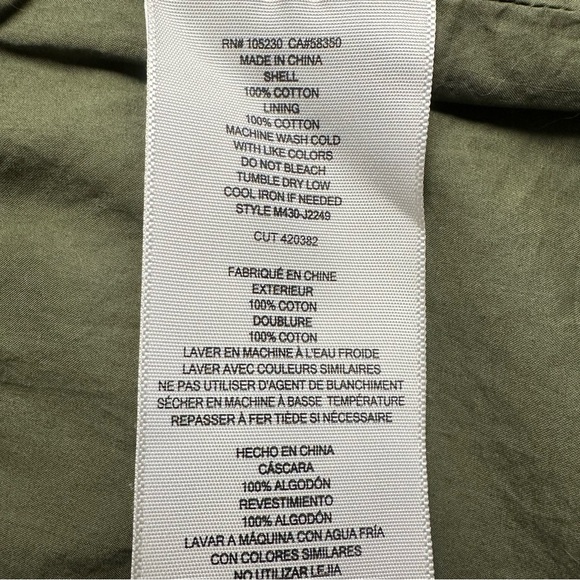 RN# 105230 CA#58350
MADE IN CHINA
SHELL
100% COTTON
LINING
100% COTTON
MACHINE WASH COLD
WITH LIKE COLORS
DO NOT BLEACH
TUMBLE DRY LOW
COOL IRON IF NEEDED
STYLE M430-J2249
CUT 420382
FABRIQUÉ EN CHINE
EXTERIEUR
100% COTON
DOUBLURE
100% COTON
LAVER EN MACHINE À L'EAU FROIDE
LAVER AVEC COULEURS SIMILAIRES
NE PAS UTILISER D'AGENT DE BLANCHIMENT
SÉCHER EN MACHINE À BASSE TEMPÉRATURE
REPASSER À FER TIÈDE SI NÉCESSAIRE
HECHO EN CHINA
CÁSCARA
100% ALGODÓN
REVESTIMIENTO
100% ALGODÓN
LAVAR A MÁQUINA CON AGUA FRÍA
CON COLORES SIMILARES
NO UTILIZAR LEJIA